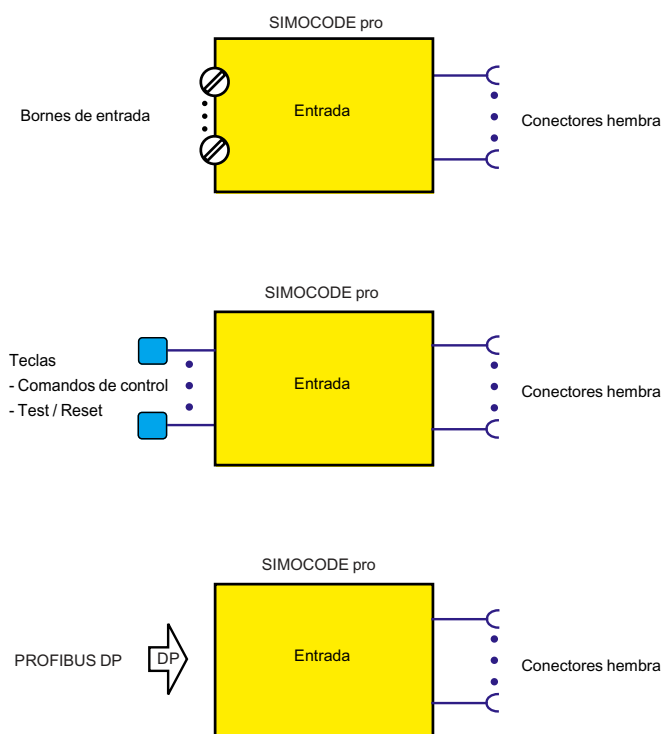 SIMOCODE pro
Bornes de entrada
Entrada
Conectores hembra
SIMOCODE pro
Teclas
- Comandos de control
- Test / Reset
Entrada
Conectores hembra
SIMOCODE pro
PROFIBUS DP
DP
Entrada
Conectores hembra